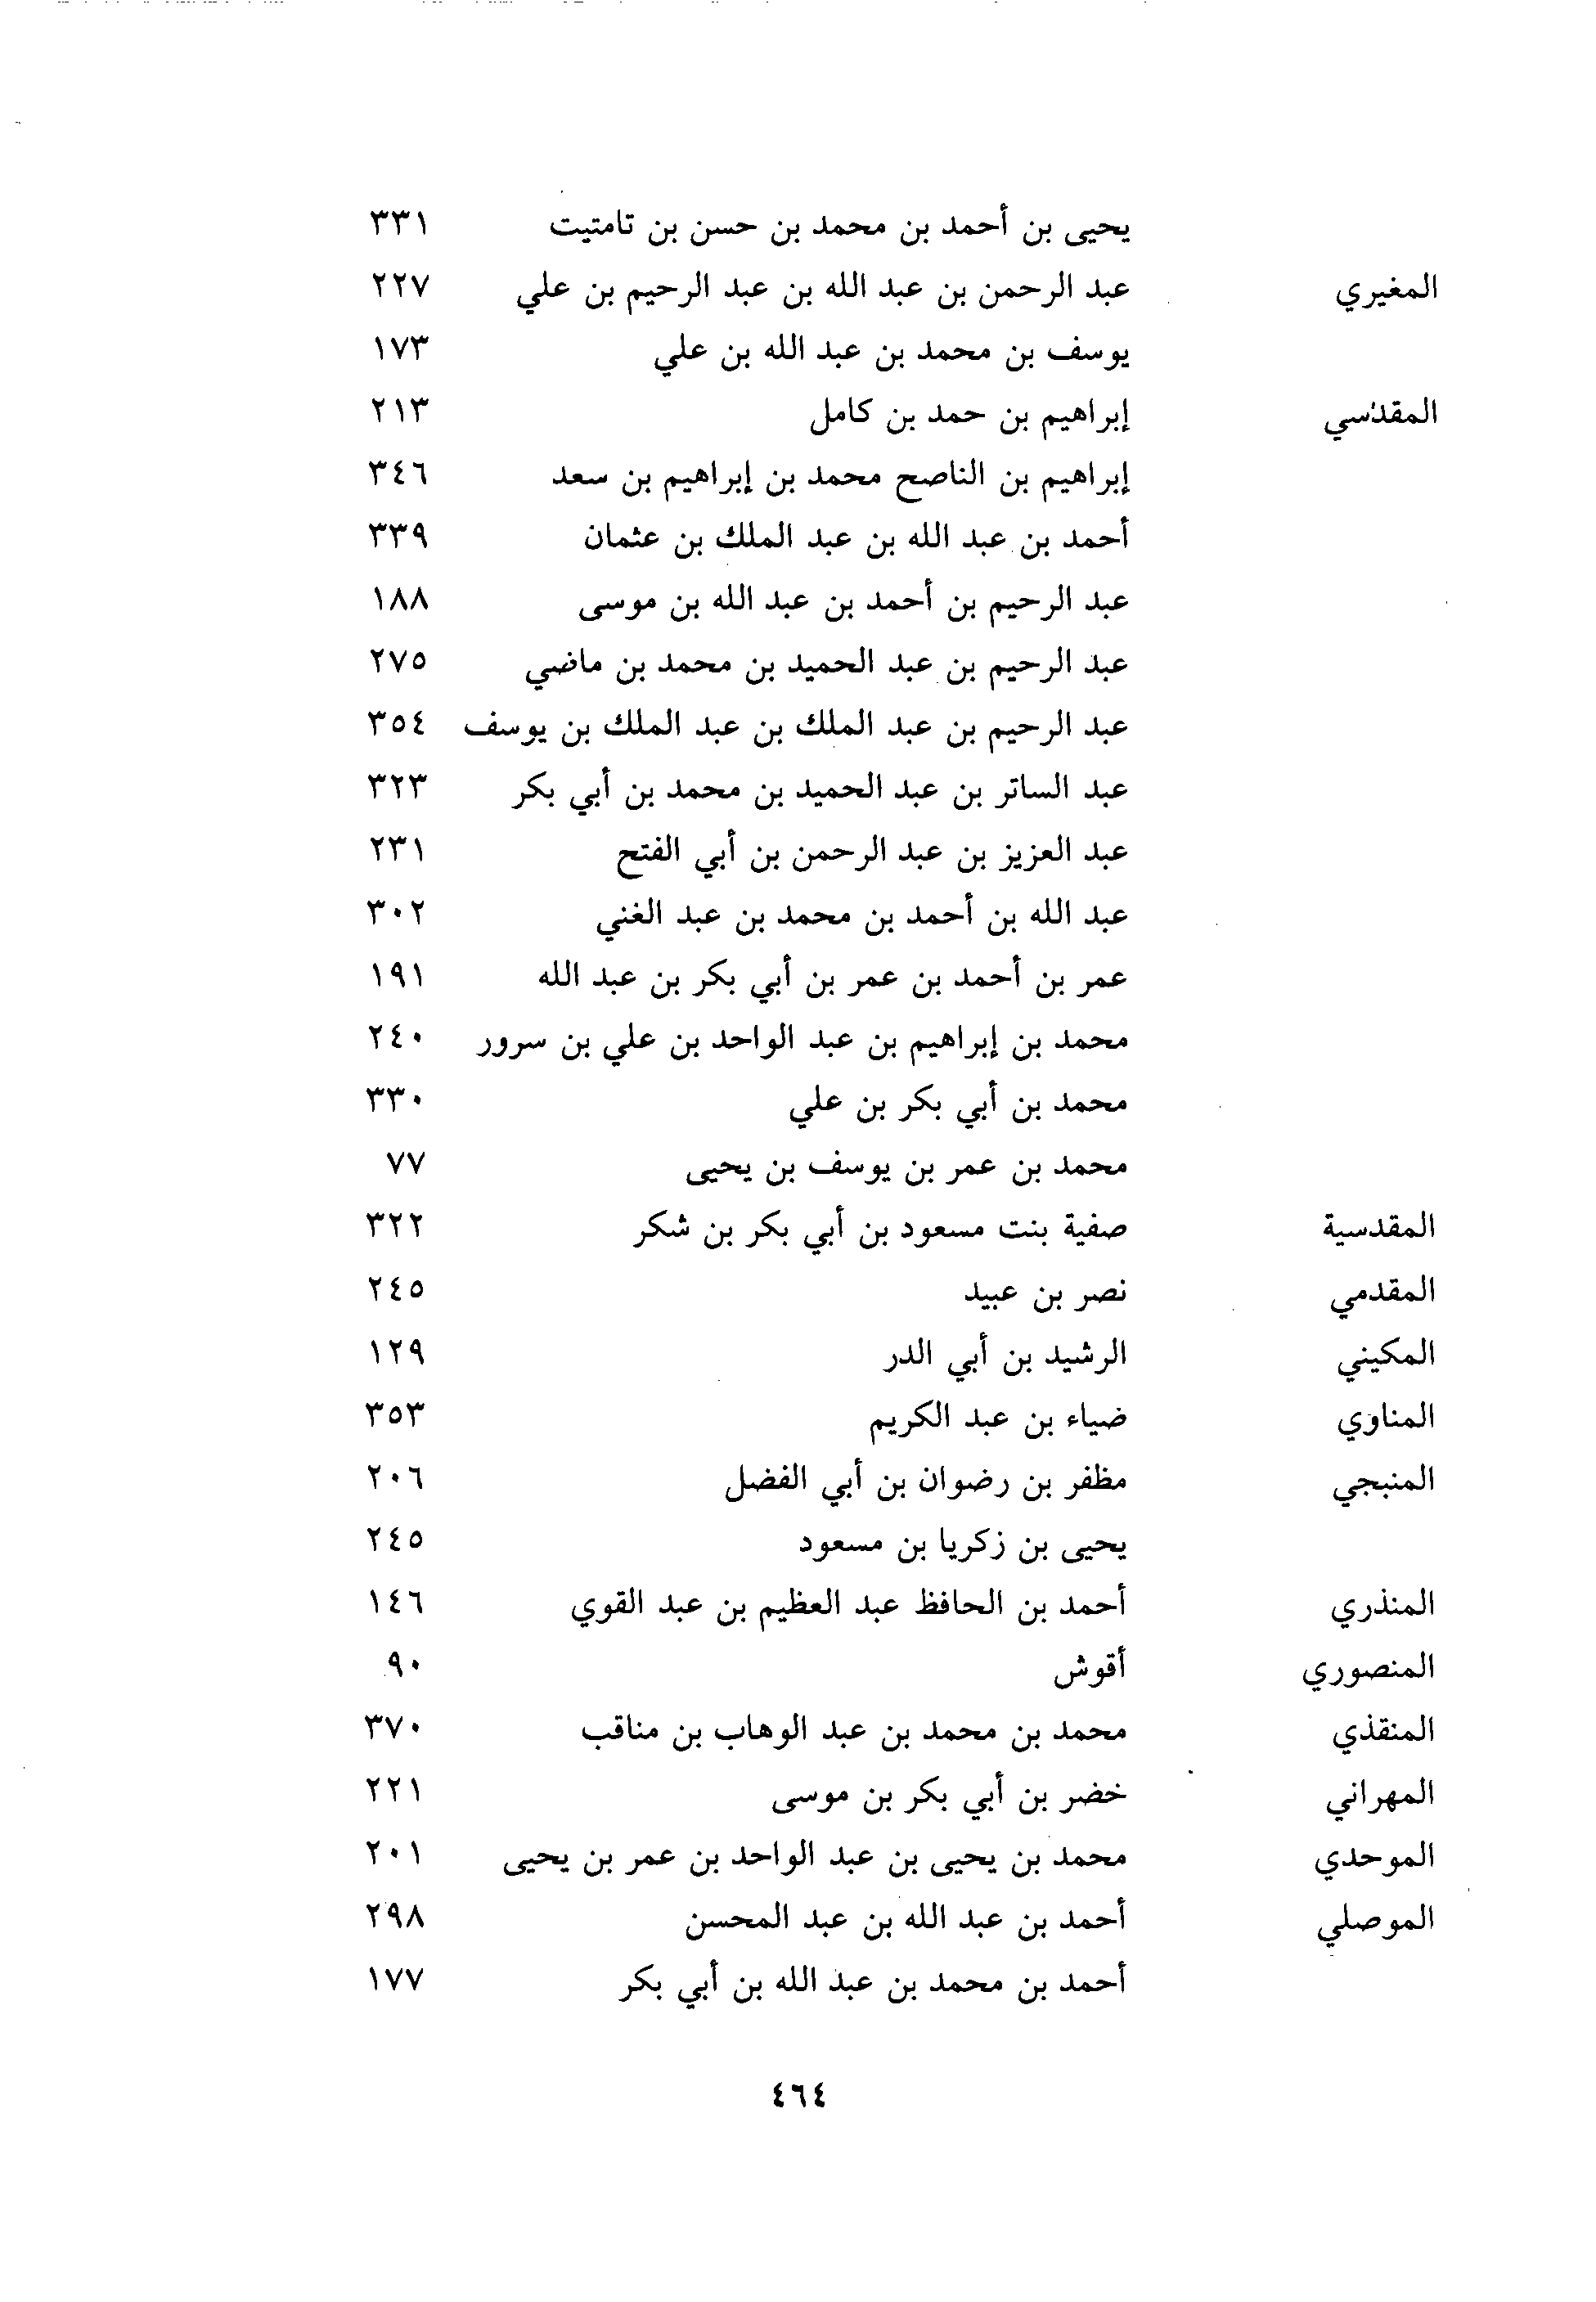 يحيى بن أحمد بن محمد بن حسن بن تامتيت ٣٣١
المغيري عبد الرحمن بن عبد الله بن عبد الرحيم بن علي ٢٢٧
يوسف بن محمد بن عبد الله بن علي ١٧٣
المقدسي إبراهيم بن حمد بن كامل ٢١٣
إبراهيم بن الناصح محمد بن إبراهيم بن سعد ٣٤٦
أحمد بن عبد الله بن عبد الملك بن عثمان ٣٣٩
عبد الرحيم بن أحمد بن عبد الله بن موسى ١٨٨
عبد الرحيم بن عبد الحميد بن محمد بن ماضي ٢٧٥
عبد الرحيم بن عبد الملك بن عبد الملك بن يوسف ٣٥٤
عبد الساتر بن عبد الحميد بن محمد بن أبي بكر ٣٢٣
عبد العزيز بن عبد الرحمن بن أبي الفتح ٢٣١
عبد الله بن أحمد بن محمد بن عبد الغني ٣٠٢
عمر بن أحمد بن عمر بن أبي بكر بن عبد الله ١٩١
محمد بن إبراهيم بن عبد الواحد بن علي بن سرور ٢٤٠
محمد بن أبي بكر بن علي ٣٣٠
محمد بن عمر بن يوسف بن يحيى ٧٧
المقدسية صفية بنت مسعود بن أبي بكر بن شكر ٣٢٢
المقدمي نصر بن عبيد ٢٤٥
المكيني الرشيد بن أبي الدر ١٢٩
المناوي ضياء بن عبد الكريم ٣٥٣
المنبجي مظفر بن رضوان بن أبي الفضل ٢٠٦
يحيى بن زكريا بن مسعود ٢٤٥
المنذري أحمد بن الحافظ عبد العظيم بن عبد القوي ١٤٦
المنصوري أقوش ٩٠
المنقذي محمد بن محمد بن عبد الوهاب بن مناقب ٣٧٠
المهراني خضر بن أبي بكر بن موسى ٢٢١
الموحدي محمد بن يحيى بن عبد الواحد بن عمر بن يحيى ٢٠١
الموصلي أحمد بن عبد الله بن عبد المحسن ٢٩٨
أحمد بن محمد بن عبد الله بن أبي بكر ١٧٧
٤٦٤